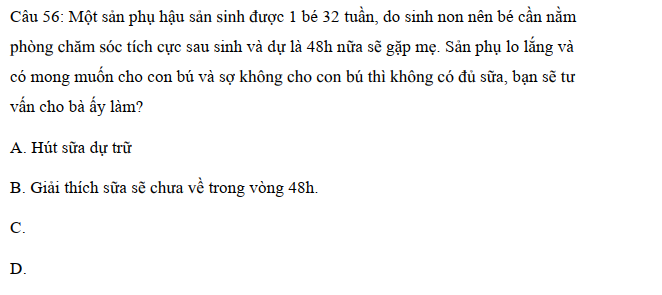 Câu 56: Một sản phụ hậu sản sinh được 1 bé 32 tuần, do sinh non nên bé cần nằm
phòng chăm sóc tích cực sau sinh và dự là 48h nữa sẽ gặp mẹ. Sản phụ lo lắng và
có mong muốn cho con bú và sợ không cho con bú thì không có đủ sữa, bạn sẽ tư
vấn cho bà ấy làm?
A. Hút sữa dự trữ
B. Giải thích sữa sẽ chưa về trong vòng 48h.
C.
D.